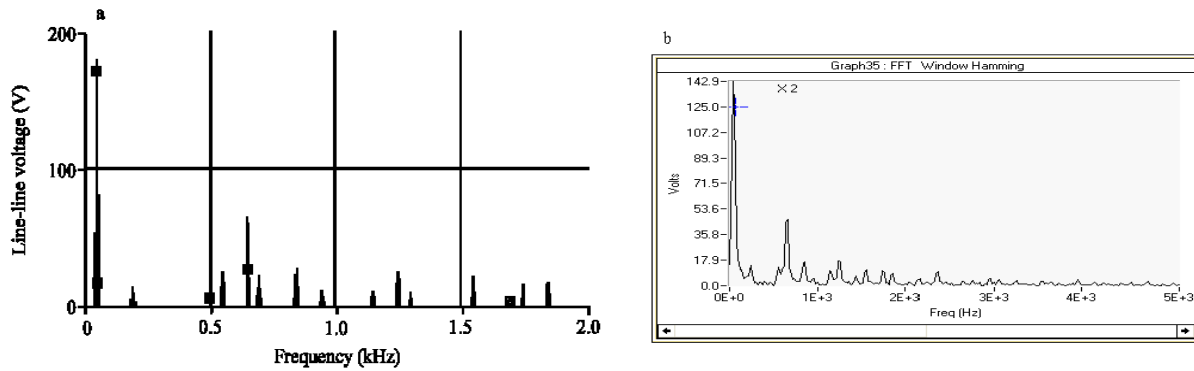 a
200
100
0
Line-line voltage (V)
0
0.5
1.0
1.5
2.0
Frequency (kHz)
b
Graph35 : FFT Window Hamming
142.9
125.0
107.2
89.3
71.5
53.6
35.8
17.9
0.0
Volts
X 2
0E+0
1E+3
2E+3
3E+3
4E+3
5E+3
Freq (Hz)